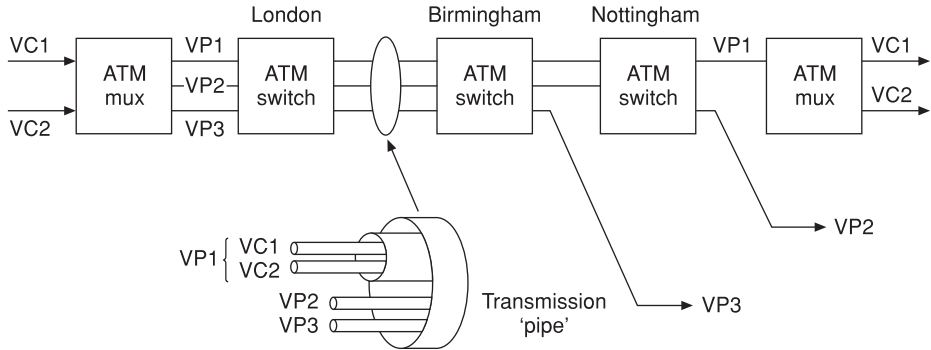 London
Birmingham
Nottingham
VC1
VC2
ATM
mux
VP1
VP2
VP3
ATM
switch
ATM
switch
ATM
switch
VP1
ATM
mux
VC1
VC2
VP2
VP3
VP1
VC1
VC2
VP2
VP3
Transmission
‘pipe’